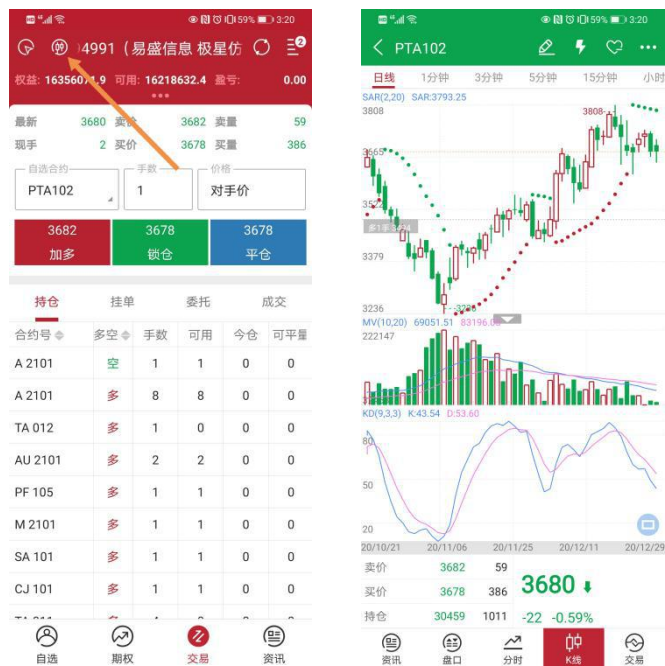 59% 3:20
)4991（易盛信息 极星仿
2
权益: 16356071.9 可用: 16218632.4 盈亏: 0.00
最新 3680 卖价 3682 卖量 59
现手 2 买价 3678 买量 386
自选合约 手数 价格
PTA102 1 对手价
3682 3678 3678
加多 锁仓 平仓
持仓 挂单 委托 成交
合约号 多空 手数 可用 今仓 可平量
A 2101 空 1 1 0 0
A 2101 多 8 8 0 0
TA 012 多 1 0 0 0
AU 2101 多 2 2 0 0
PF 105 多 1 1 0 0
M 2101 多 1 1 0 0
SA 101 多 1 1 0 0
CJ 101 多 1 1 0 0
自选 期权 交易 资讯
59% 3:20
PTA102
日线 1分钟 3分钟 5分钟 15分钟 小时
SAR(2,20) SAR:3793.25
3808 3808
3665
3522
多1手
3379
3236 3236
MV(10,20) 69051.51 83196.00
222147
KD(9,3,3) K:43.54 D:53.60
80
50
20
20/10/21 20/11/06 20/11/25 20/12/11 20/12/29
卖价 3682 59
买价 3678 386 3680
持仓 30459 1011 -22 -0.59%
资讯 盘口 分时 K线 交易